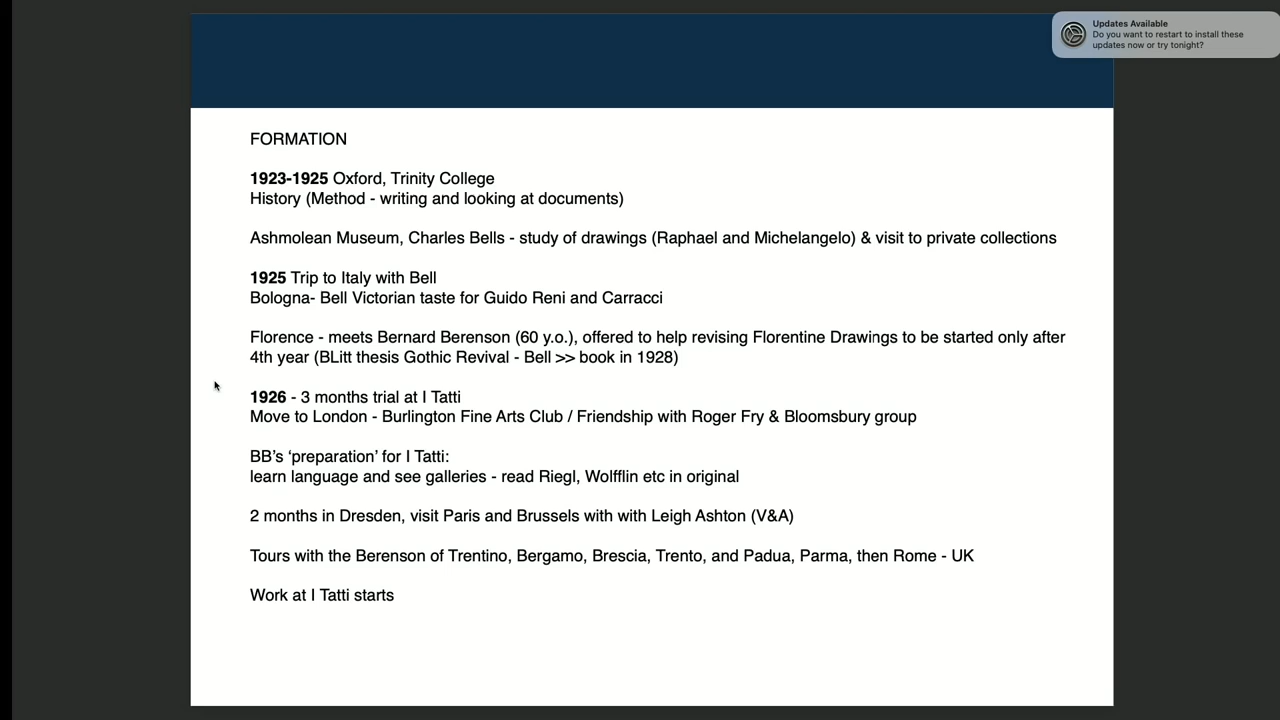 Updates Available
Do you want to restart to install these
updates now or try tonight?
FORMATION
1923-1925 Oxford, Trinity College
History (Method - writing and looking at documents)
Ashmolean Museum, Charles Bells - study of drawings (Raphael and Michelangelo) & visit to private collections
1925 Trip to Italy with Bell
Bologna- Bell Victorian taste for Guido Reni and Carracci
Florence - meets Bernard Berenson (60 y.o.), offered to help revising Florentine Drawings to be started only after
4th year (BLitt thesis Gothic Revival - Bell >> book in 1928)
1926 - 3 months trial at I Tatti
Move to London - Burlington Fine Arts Club / Friendship with Roger Fry & Bloomsbury group
BB's ‘preparation’ for I Tatti:
learn language and see galleries - read Riegl, Wolfflin etc in original
2 months in Dresden, visit Paris and Brussels with with Leigh Ashton (V&A)
Tours with the Berenson of Trentino, Bergamo, Brescia, Trento, and Padua, Parma, then Rome - UK
Work at I Tatti starts